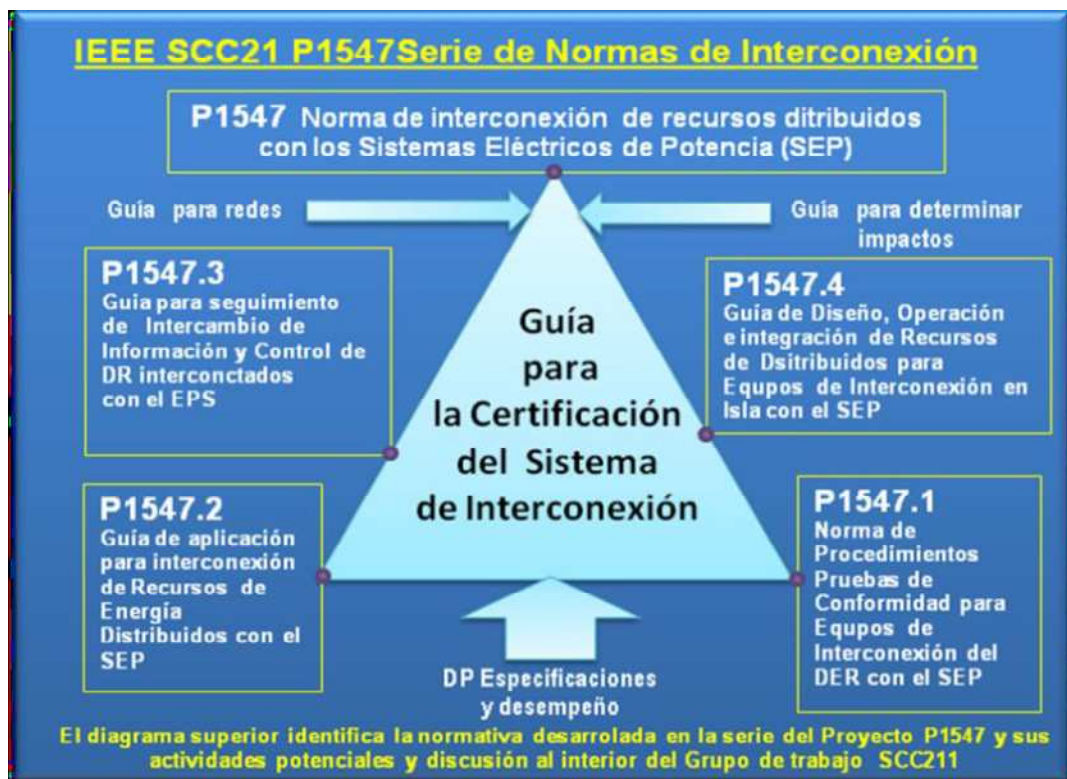 IEEE SCC21 P1547Serie de Normas de Interconexión
P1547 Norma de interconexión de recursos ditribuidos
con los Sistemas Eléctricos de Potencia (SEP)
Guía para redes
Guía para determinar
impactos
P1547.3
Guia para seguimiento
de Intercambio de
Información y Control de
DR interconctados
con el EPS
P1547.4
Guía de Diseño, Operación
e integración de Recursos
de Dsitribuidos para
Equpos de Interconexión en
Isla con el SEP
Guía
para
la Certificación
del Sistema
de Interconexión
P1547.2
Guía de aplicación
para interconexión
de Recursos de
Energía
Distribuidos con el
SEP
P1547.1
Norma de
Procedimientos
Pruebas de
Conformidad para
Equpos de
Interconexión del
DER con el SEP
DP Especificaciones
y desempeño
El diagrama superior identifica la normativa desarrolada en la serie del Proyecto P1547 y sus
actividades potenciales y discusión al interior del Grupo de trabajo SCC211